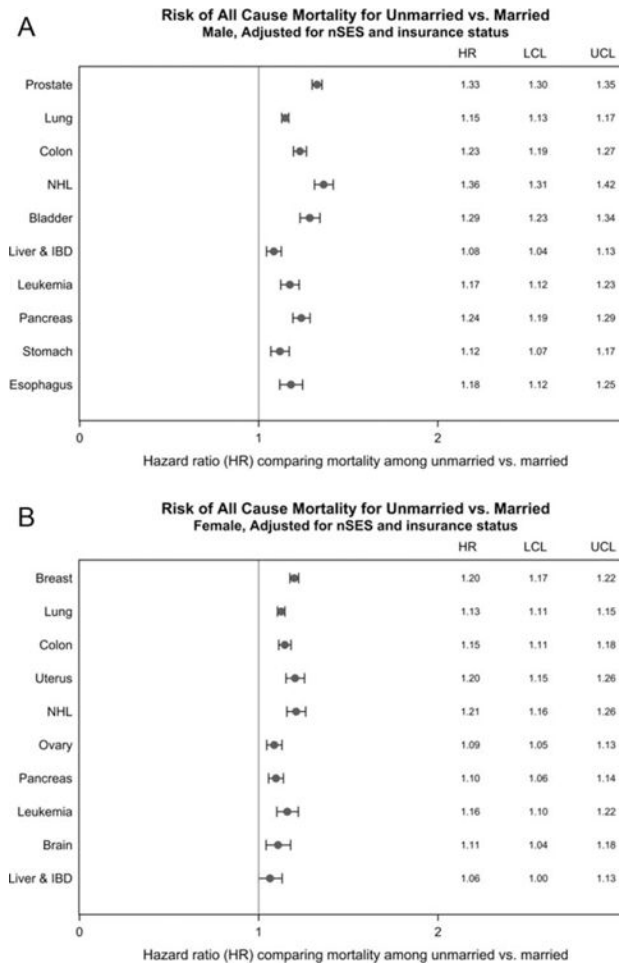 A
Risk of All Cause Mortality for Unmarried vs. Married
Male, Adjusted for nSES and insurance status
HR LCL UCL
Prostate 1.33 1.30 1.35
Lung 1.15 1.13 1.17
Colon 1.23 1.19 1.27
NHL 1.36 1.31 1.42
Bladder 1.29 1.23 1.34
Liver & IBD 1.08 1.04 1.13
Leukemia 1.17 1.12 1.23
Pancreas 1.24 1.19 1.29
Stomach 1.12 1.07 1.17
Esophagus 1.18 1.12 1.25
0 1 2
Hazard ratio (HR) comparing mortality among unmarried vs. married
B
Risk of All Cause Mortality for Unmarried vs. Married
Female, Adjusted for nSES and insurance status
HR LCL UCL
Breast 1.20 1.17 1.22
Lung 1.13 1.11 1.15
Colon 1.15 1.11 1.18
Uterus 1.20 1.15 1.26
NHL 1.21 1.16 1.26
Ovary 1.09 1.05 1.13
Pancreas 1.10 1.06 1.14
Leukemia 1.16 1.10 1.22
Brain 1.11 1.04 1.18
Liver & IBD 1.06 1.00 1.13
0 1 2
Hazard ratio (HR) comparing mortality among unmarried vs. married